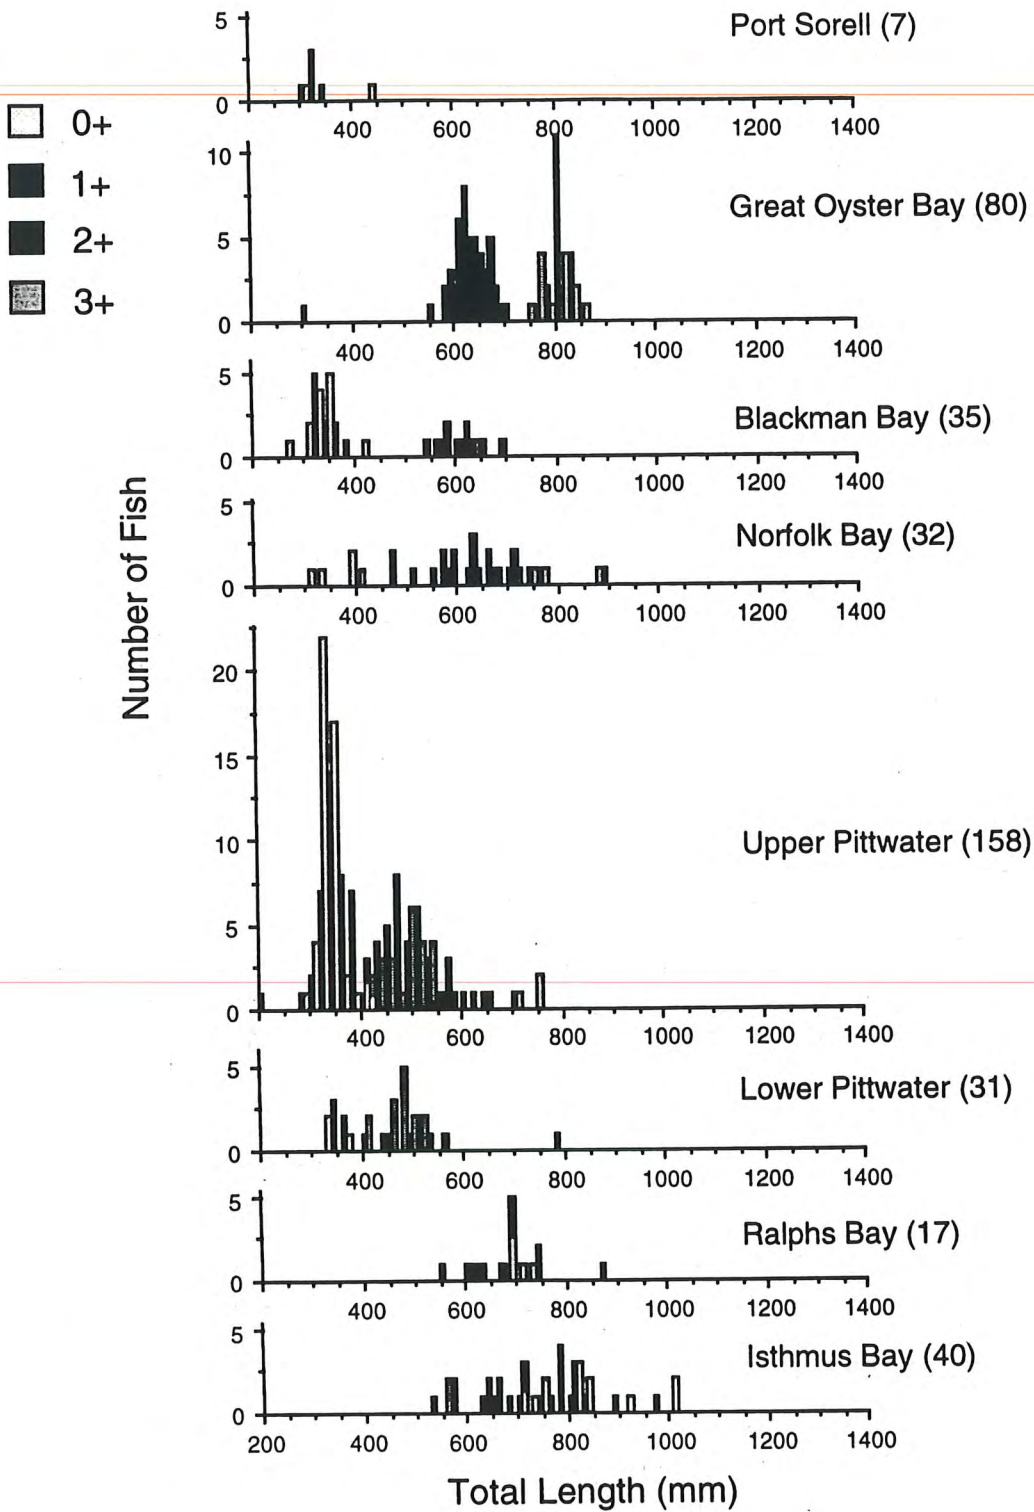 Port Sorell (7)
5
0
400 600 800 1000 1200 1400
0+
1+
2+
3+
Great Oyster Bay (80)
10
5
0
400 600 800 1000 1200 1400
Blackman Bay (35)
5
0
400 600 800 1000 1200 1400
Norfolk Bay (32)
5
0
400 600 800 1000 1200 1400
Number of Fish
Upper Pittwater (158)
20
15
10
5
0
400 600 800 1000 1200 1400
Lower Pittwater (31)
5
0
400 600 800 1000 1200 1400
Ralphs Bay (17)
5
0
400 600 800 1000 1200 1400
Isthmus Bay (40)
5
0
200 400 600 800 1000 1200 1400
Total Length (mm)